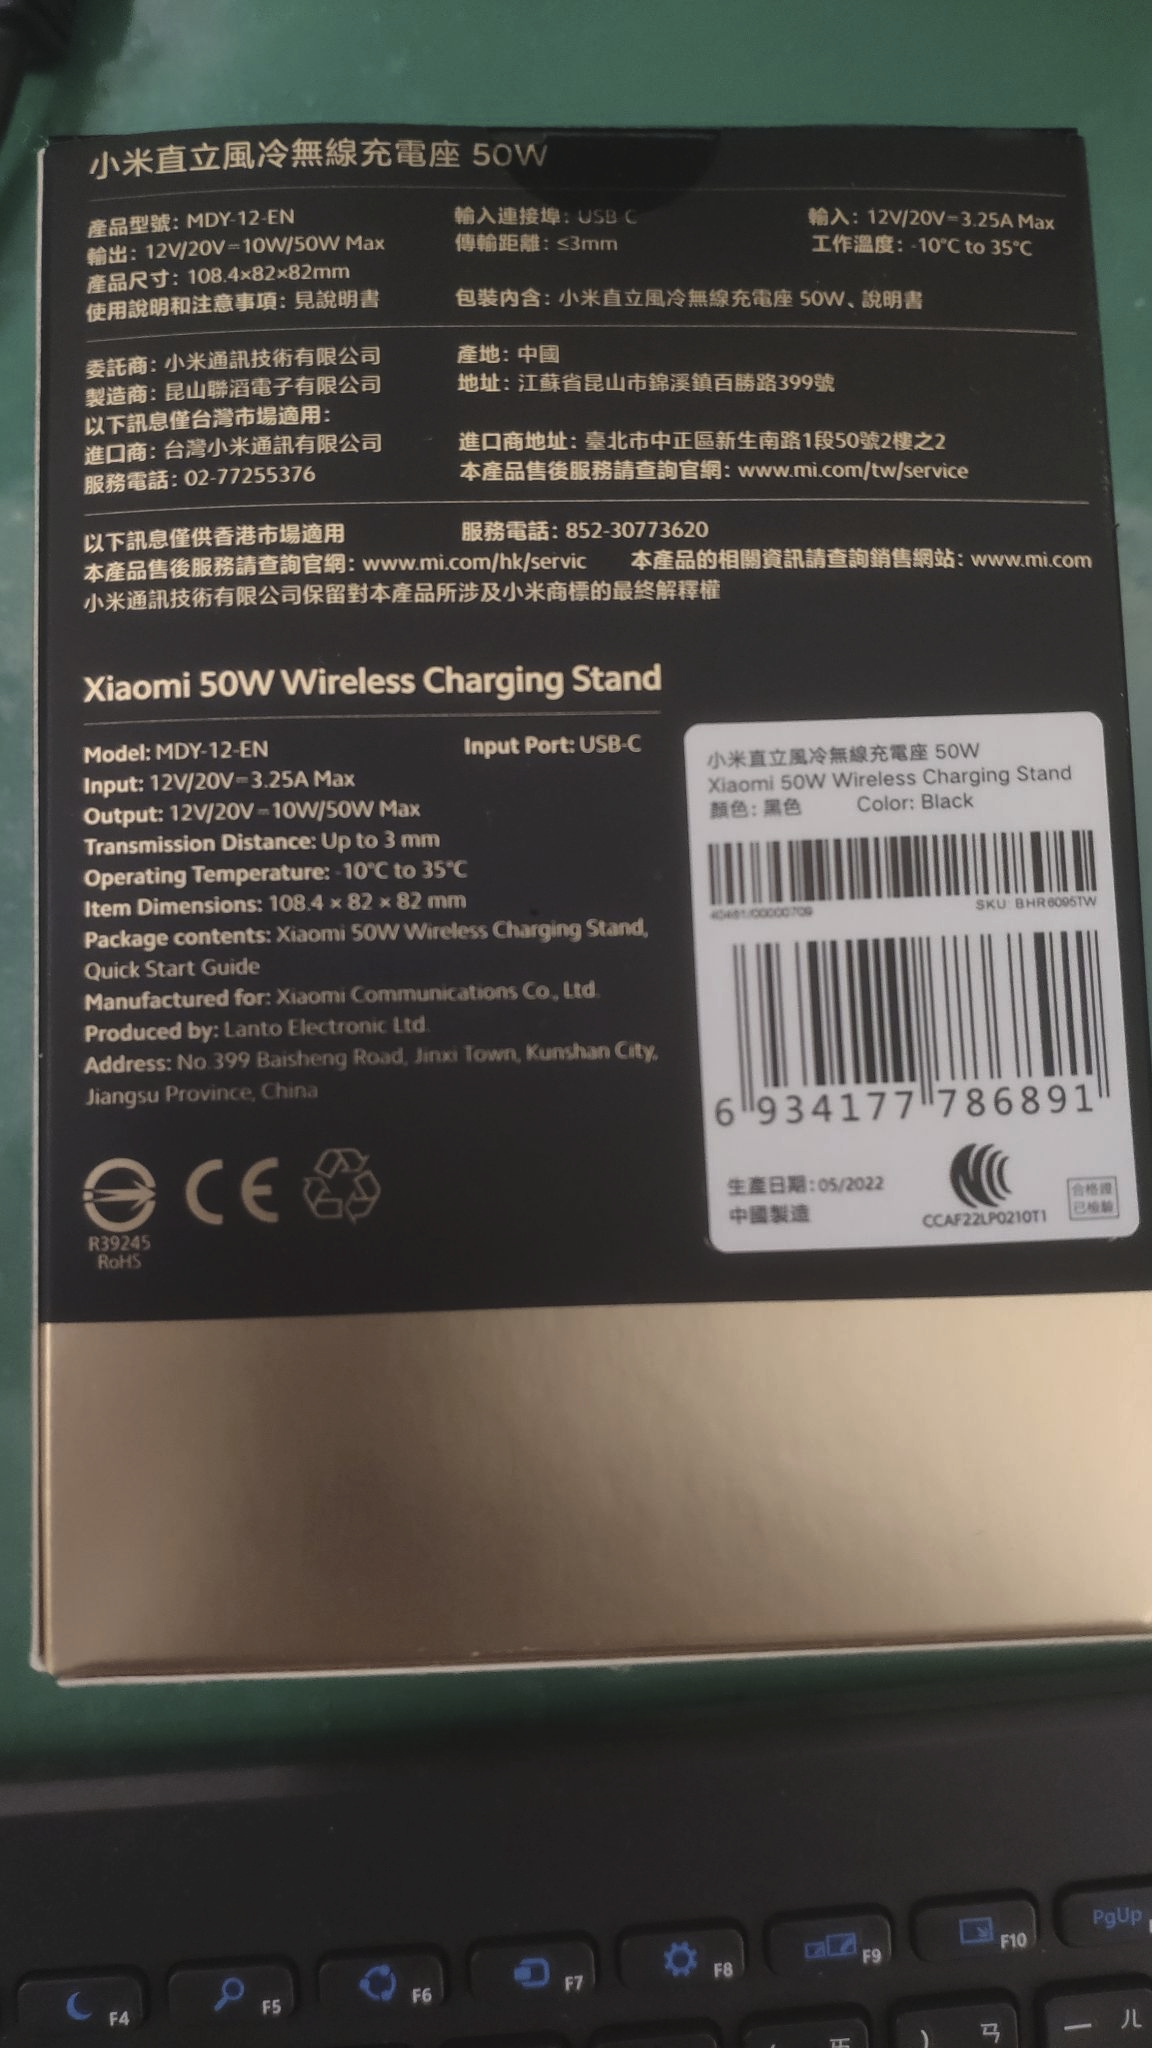 小米直立風冷無線充電座 50W
產品型號: MDY-12-EN 輸入連接埠: USB-C 輸入: 12V/20V⎓3.25A Max
輸出: 12V/20V⎓10W/50W Max 傳輸距離: ≤3mm 工作溫度: -10°C to 35°C
產品尺寸: 108.4×82×82mm
使用說明和注意事項: 見說明書 包裝內含: 小米直立風冷無線充電座 50W、說明書
委託商: 小米通訊技術有限公司 產地: 中國
製造商: 昆山聯滔電子有限公司 地址: 江蘇省昆山市錦溪鎮百勝路399號
以下訊息僅台灣市場適用:
進口商: 台灣小米通訊有限公司 進口商地址: 臺北市中正區新生南路1段50號2樓之2
服務電話: 02-77255376 本產品售後服務請查詢官網: www.mi.com/tw/service
以下訊息僅供香港市場適用 服務電話: 852-30773620
本產品售後服務請查詢官網: www.mi.com/hk/servic 本產品的相關資訊請查詢銷售網站: www.mi.com
小米通訊技術有限公司保留對本產品所涉及小米商標的最終解釋權
Xiaomi 50W Wireless Charging Stand
Model: MDY-12-EN Input Port: USB-C
Input: 12V/20V⎓3.25A Max
Output: 12V/20V⎓10W/50W Max
Transmission Distance: Up to 3 mm
Operating Temperature: -10°C to 35°C
Item Dimensions: 108.4 × 82 × 82 mm
Package contents: Xiaomi 50W Wireless Charging Stand,
Quick Start Guide
Manufactured for: Xiaomi Communications Co., Ltd.
Produced by: Lanto Electronic Ltd.
Address: No.399 Baisheng Road, Jinxi Town, Kunshan City,
Jiangsu Province, China
CE
R39245
RoHS
小米直立風冷無線充電座 50W
Xiaomi 50W Wireless Charging Stand
顏色: 黑色 Color: Black
40461/00000709 SKU: BHR6095TW
6 934177 786891
生產日期: 05/2022
中國製造
CCAF22LP0210T1
合格證
已檢驗
F4 F5 F6 F7 F8 F9 F10 PgUp
ㄢ ㄦ